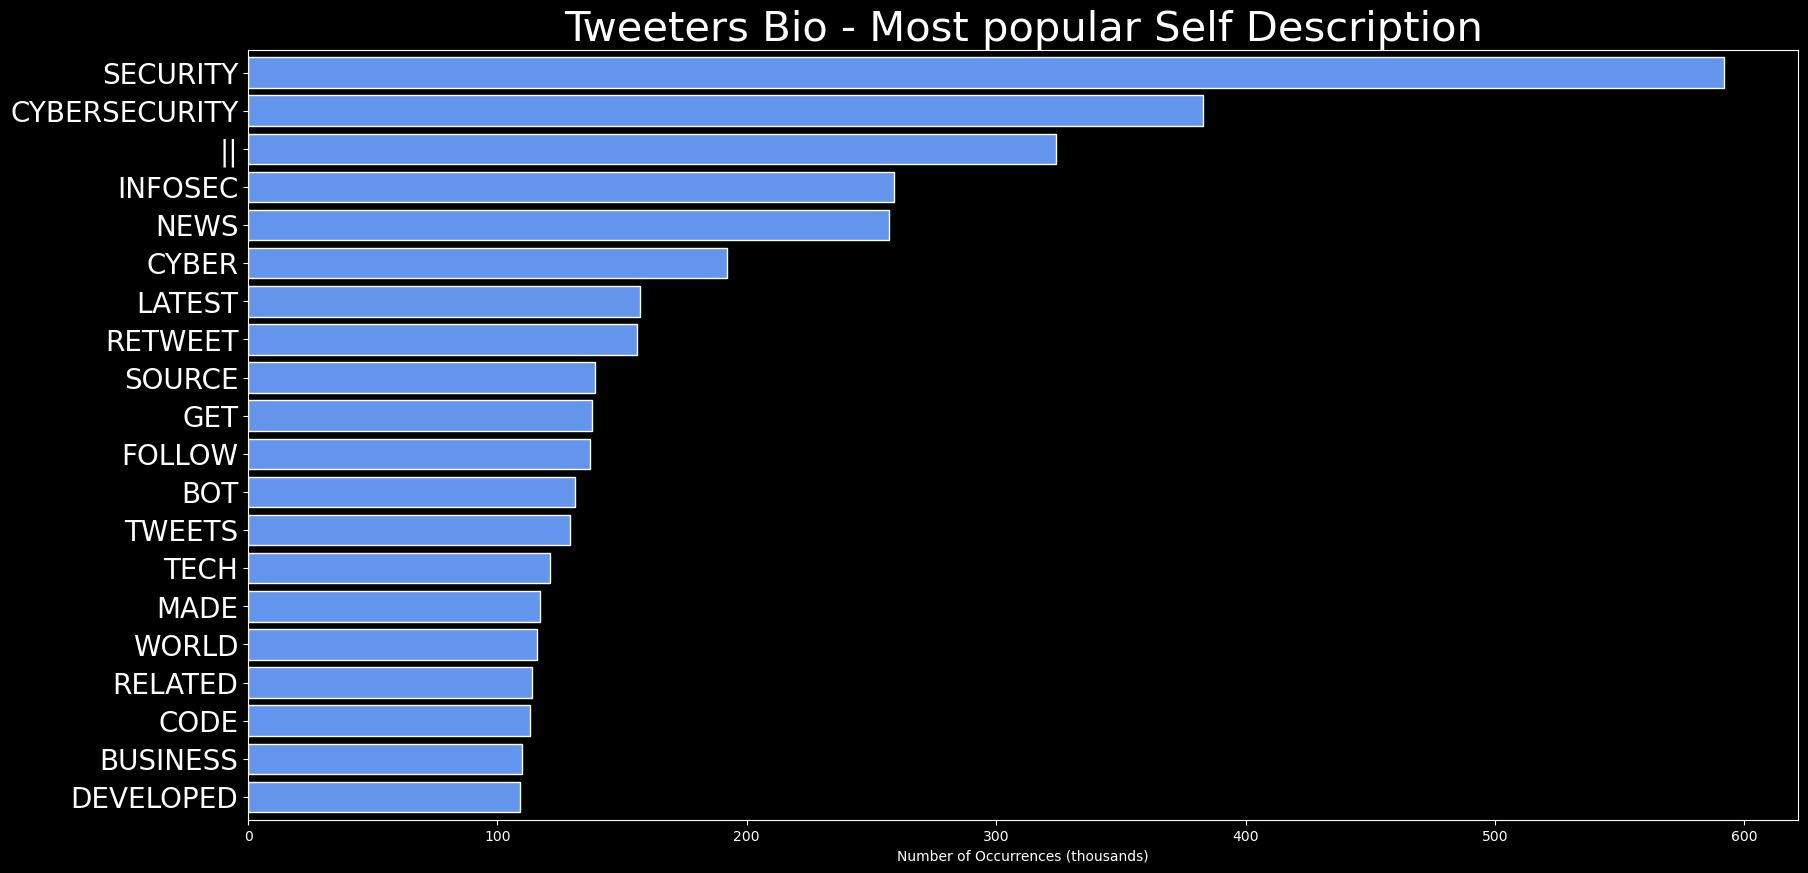 Tweeters Bio - Most popular Self Description
SECURITY
CYBERSECURITY
||
INFOSEC
NEWS
CYBER
LATEST
RETWEET
SOURCE
GET
FOLLOW
BOT
TWEETS
TECH
MADE
WORLD
RELATED
CODE
BUSINESS
DEVELOPED
0 100 200 300 400 500 600
Number of Occurrences (thousands)